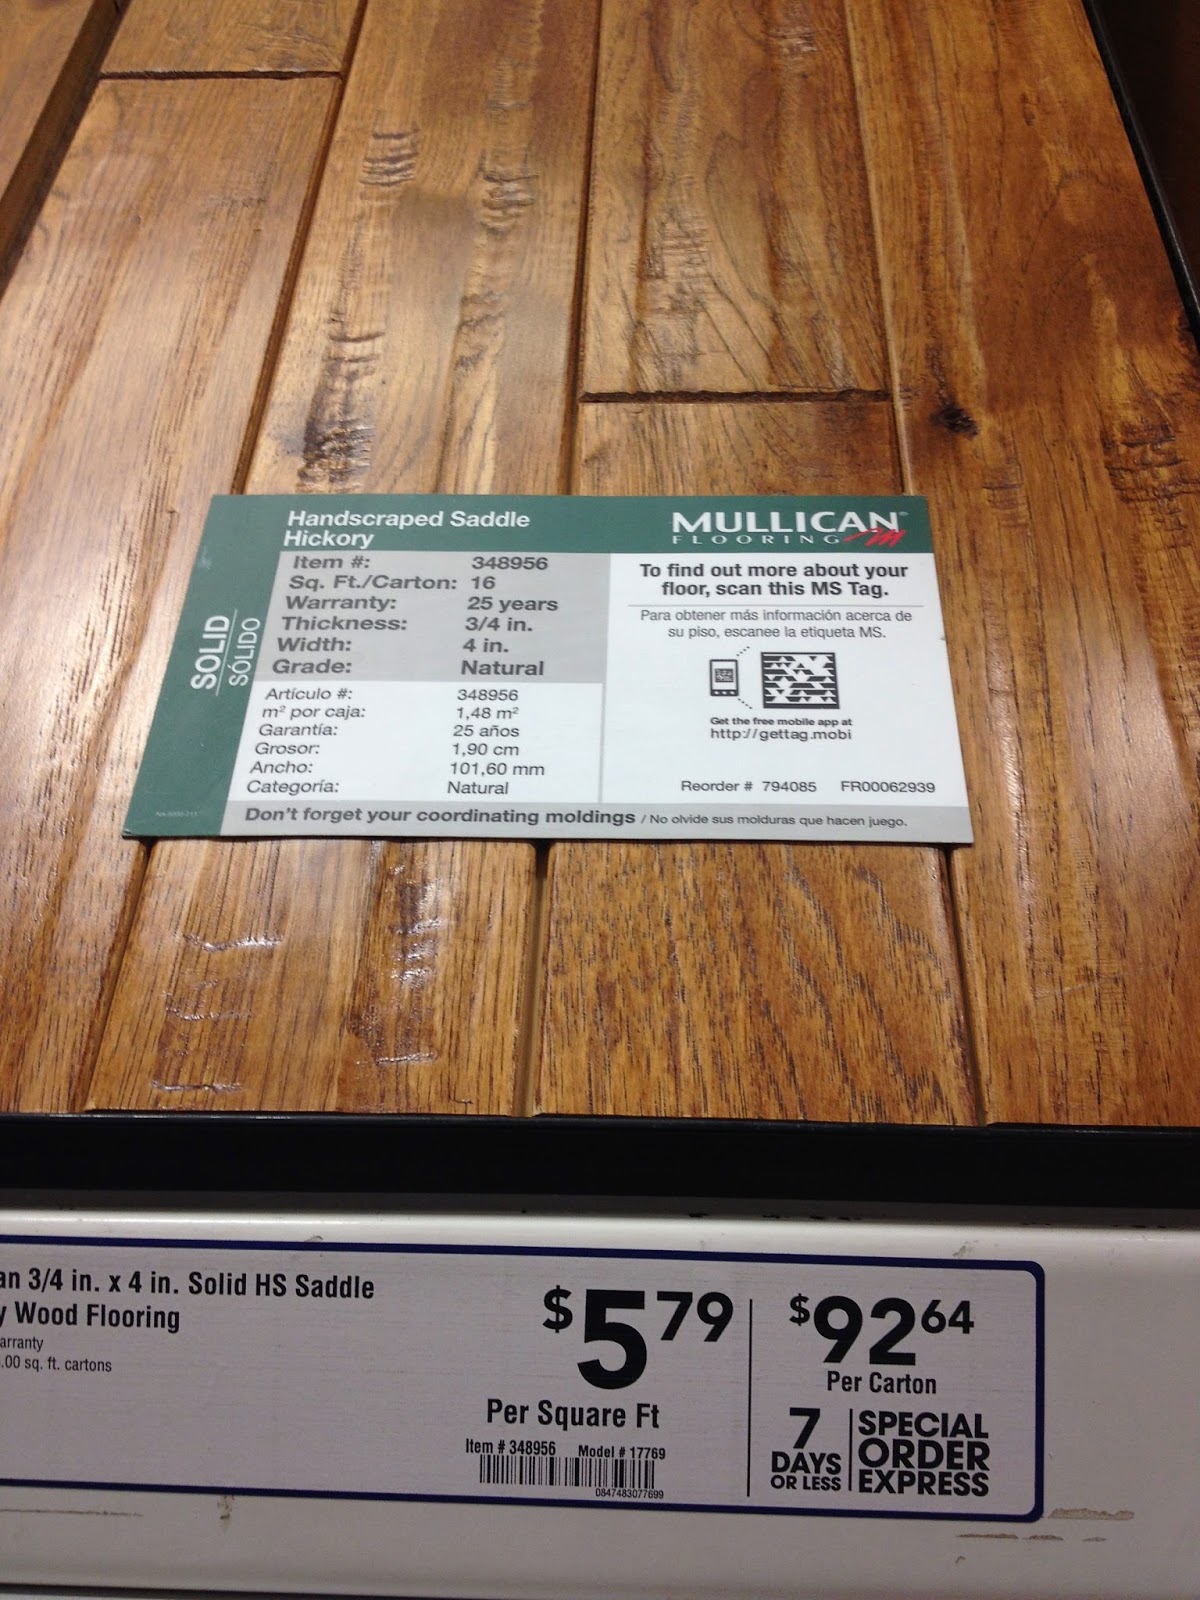 SOLID
SÓLIDO
Handscraped Saddle
Hickory
Item #: 348956
Sq. Ft./Carton: 16
Warranty: 25 years
Thickness: 3/4 in.
Width: 4 in.
Grade: Natural
Artículo #: 348956
m² por caja: 1,48 m²
Garantía: 25 años
Grosor: 1,90 cm
Ancho: 101,60 mm
Categoría: Natural
MULLICAN®
FLOORING
To find out more about your
floor, scan this MS Tag.
Para obtener más información acerca de
su piso, escanee la etiqueta MS.
Get the free mobile app at
http://gettag.mobi
Reorder # 794085 FR00062939
Don't forget your coordinating moldings / No olvide sus molduras que hacen juego.
an 3/4 in. x 4 in. Solid HS Saddle
y Wood Flooring
arranty
.00 sq. ft. cartons
$5 79
Per Square Ft
Item # 348956 Model # 17769
0847483077699
$92 64
Per Carton
7
DAYS
OR LESS
SPECIAL
ORDER
EXPRESS